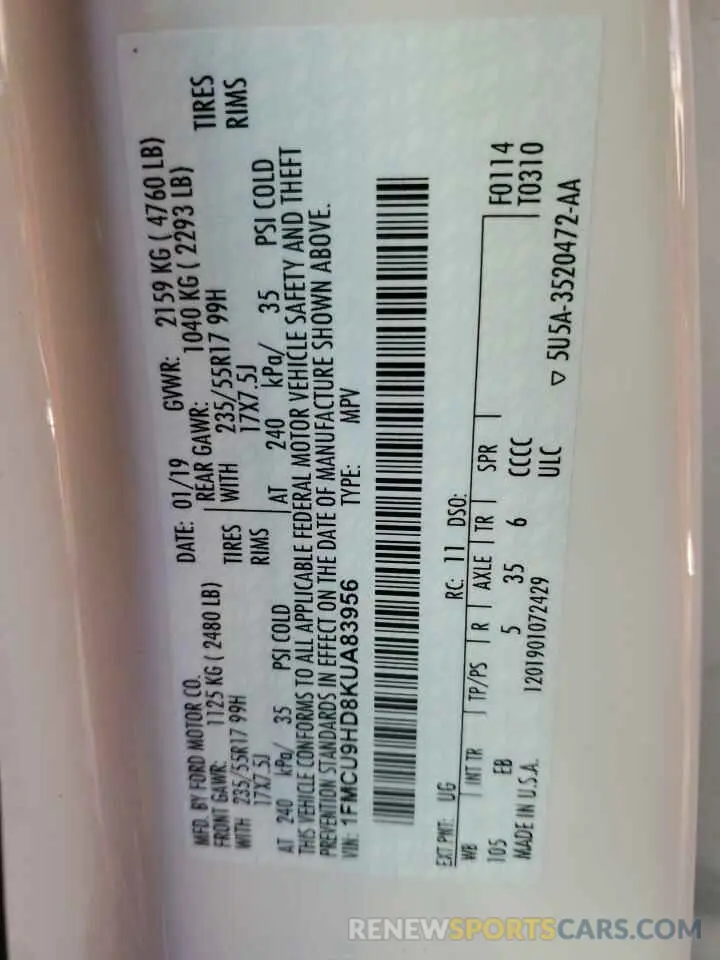 MFD. BY FORD MOTOR CO.
DATE: 01/19 GVWR: 2159 KG ( 4760 LB)
FRONT GAWR: 1125 KG ( 2480 LB)
REAR GAWR: 1040 KG ( 2293 LB)
WITH 235/55R17 99H TIRES
WITH 235/55R17 99H TIRES
17X7.5J RIMS
17X7.5J RIMS
AT 240 kPa/ 35 PSI COLD
AT 240 kPa/ 35 PSI COLD
THIS VEHICLE CONFORMS TO ALL APPLICABLE FEDERAL MOTOR VEHICLE SAFETY AND THEFT
PREVENTION STANDARDS IN EFFECT ON THE DATE OF MANUFACTURE SHOWN ABOVE.
VIN: 1FMCU9HD8KUA83956 TYPE: MPV
EXT PNT: UG RC: 11 DSO:
WB INT TR TP/PS R AXLE TR SPR
F0114
T0310
105 EB 5 35 6 CCCC
MADE IN U.S.A. 1201901072429 ULC
▽ 5U5A-3520472-AA
RENEWSPORTSCARS.COM